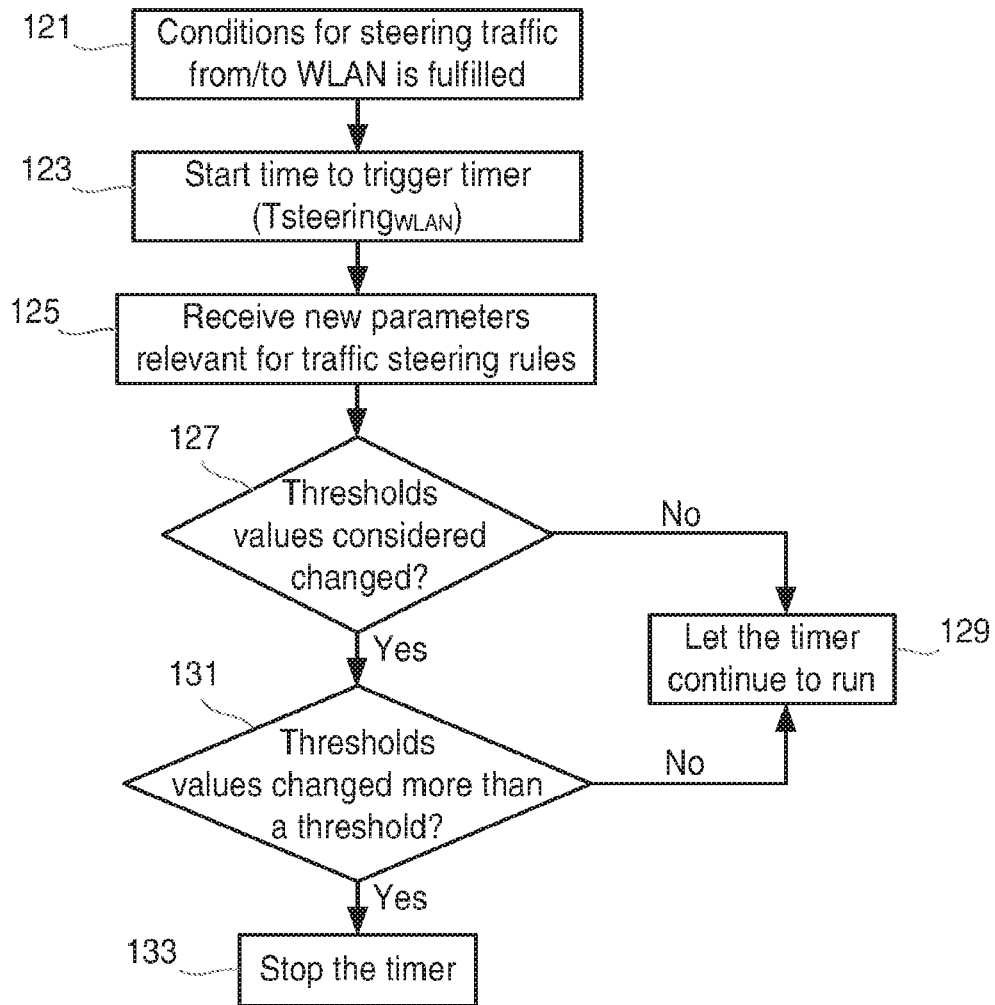 121
Conditions for steering traffic
from/to WLAN is fulfilled
123
Start time to trigger timer
(TsteeringWLAN)
125
Receive new parameters
relevant for traffic steering rules
127
Thresholds
values considered
changed?
No
Yes
Let the timer
continue to run
129
131
Thresholds
values changed more than
a threshold?
No
Yes
133
Stop the timer